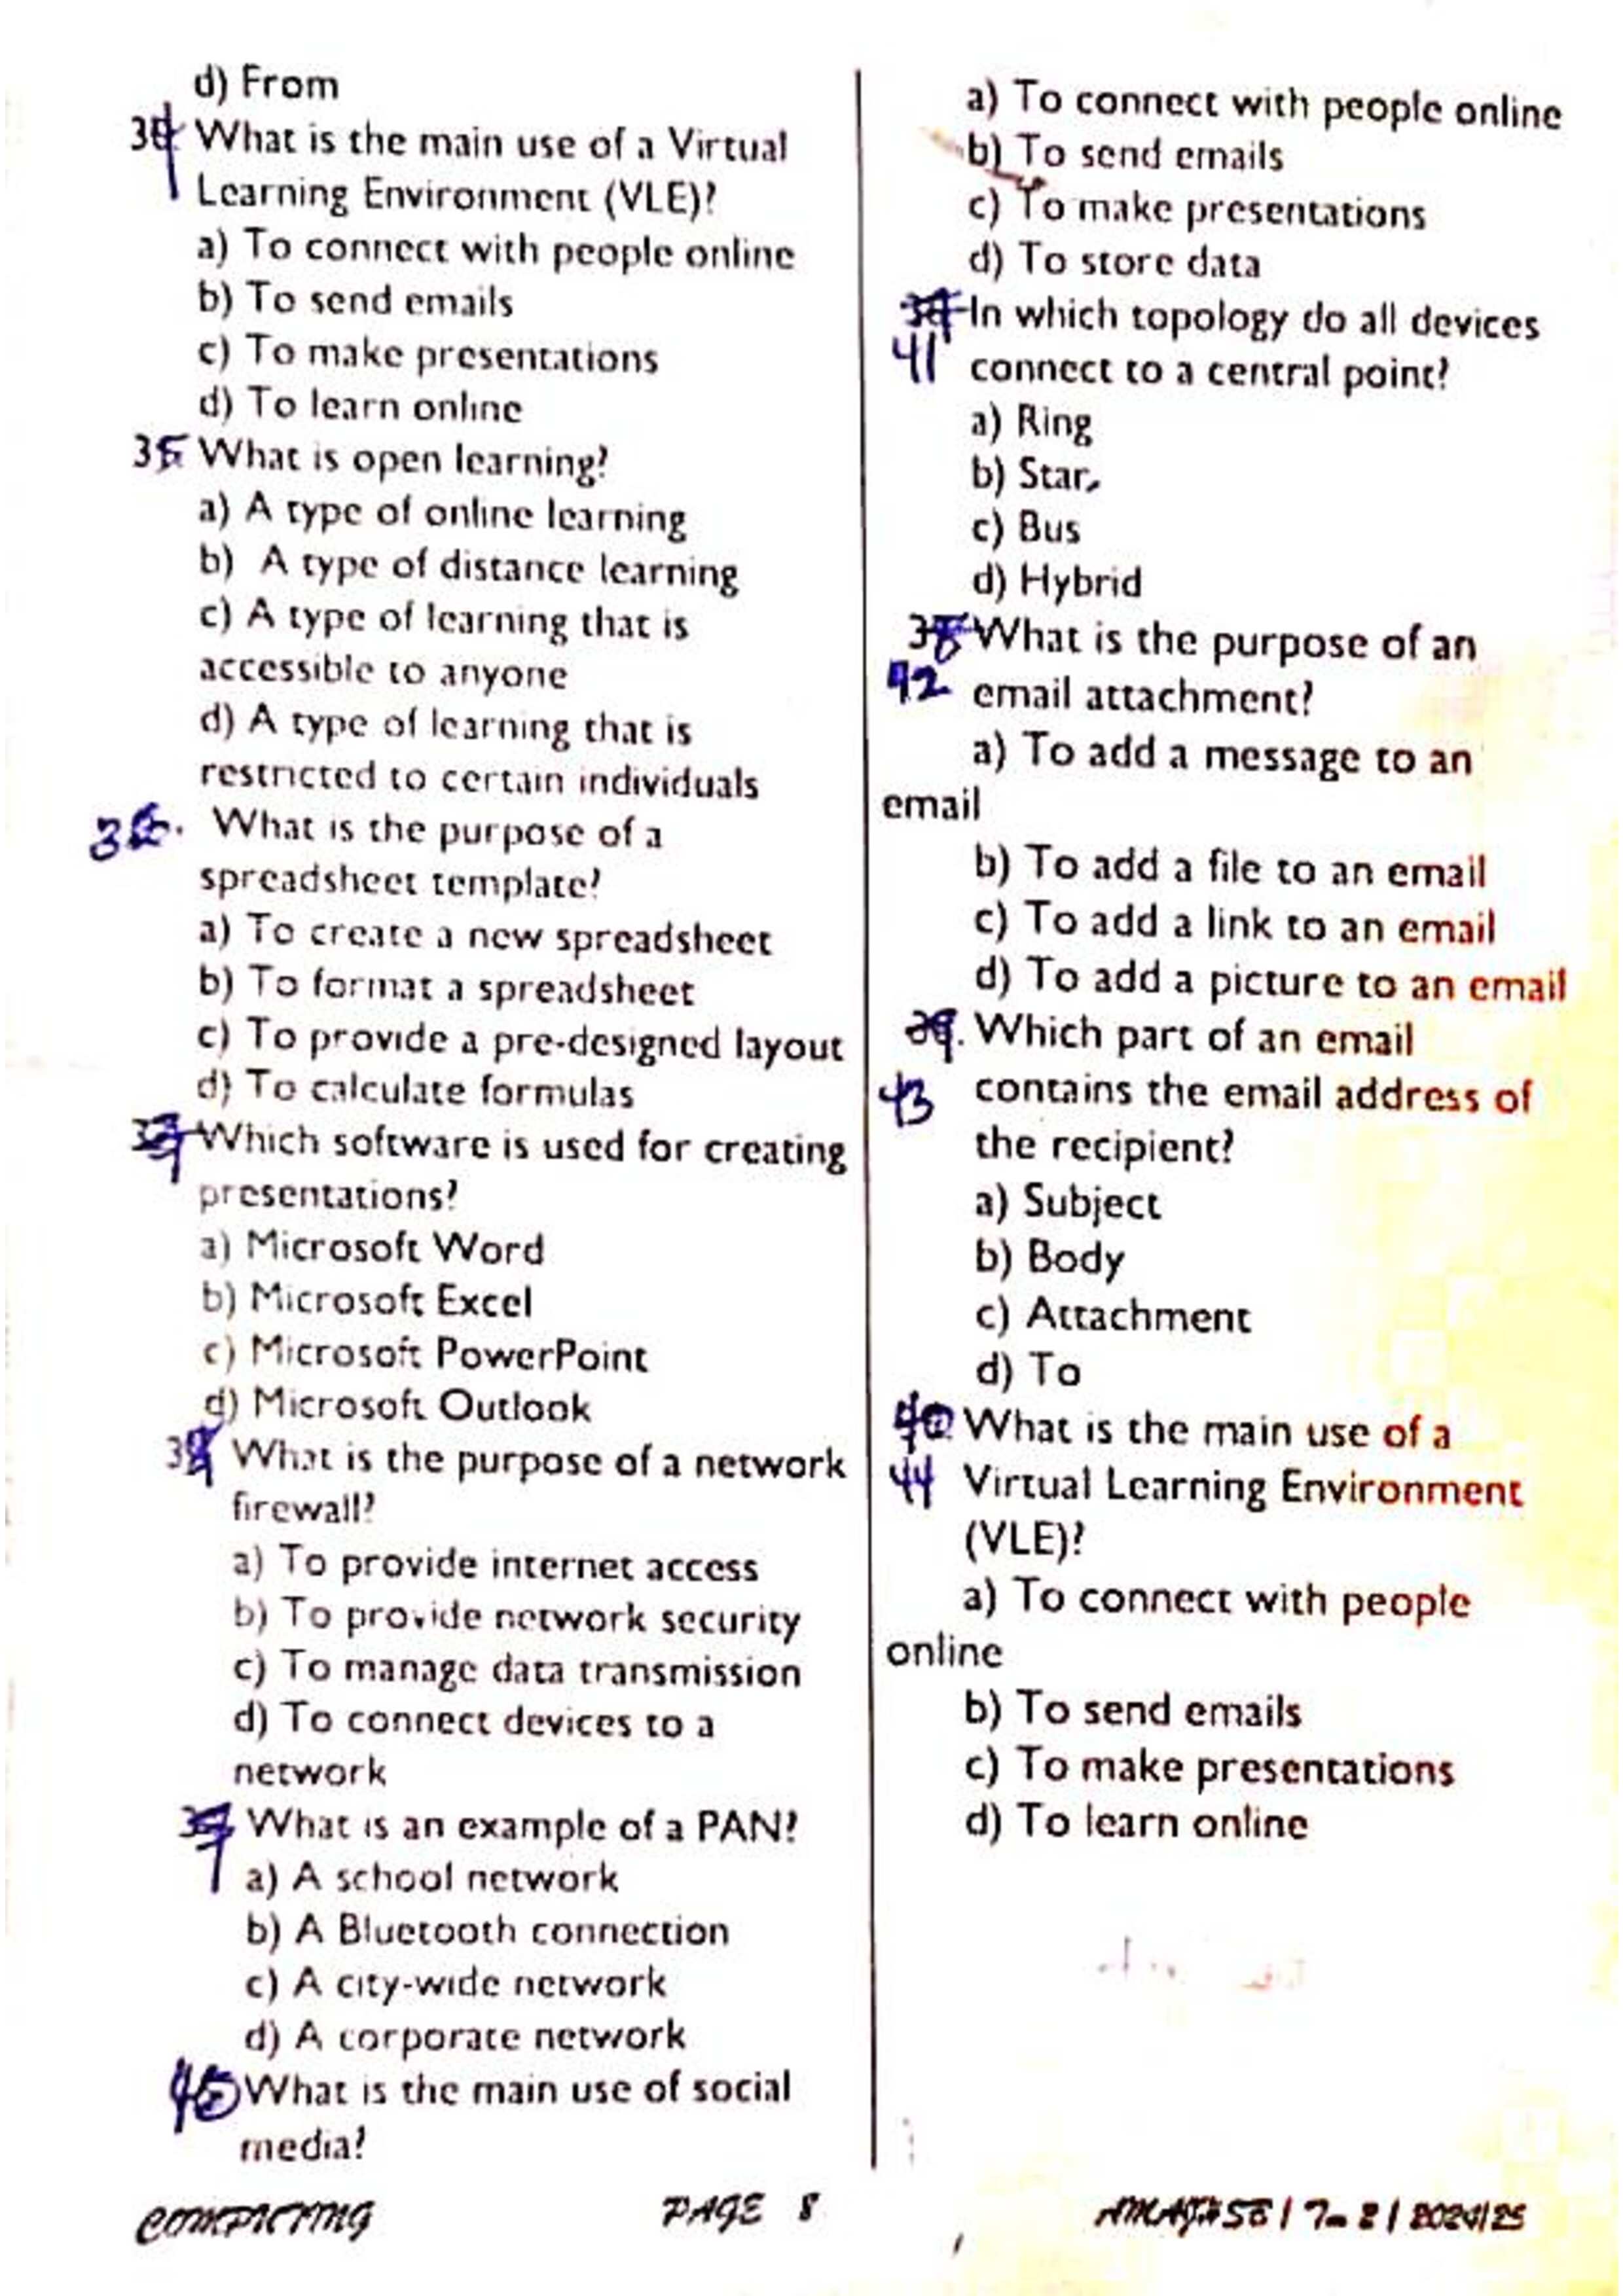 d) From
34 What is the main use of a Virtual
Learning Environment (VLE)?
a) To connect with people online
b) To send emails
c) To make presentations
d) To learn online
35 What is open learning?
a) A type of online learning
b) A type of distance learning
c) A type of learning that is
accessible to anyone
d) A type of learning that is
restricted to certain individuals
36. What is the purpose of a
spreadsheet template?
a) To create a new spreadsheet
b) To format a spreadsheet
c) To provide a pre-designed layout
d) To calculate formulas
37 Which software is used for creating
presentations?
a) Microsoft Word
b) Microsoft Excel
c) Microsoft PowerPoint
d) Microsoft Outlook
38 What is the purpose of a network
firewall?
a) To provide internet access
b) To provide network security
c) To manage data transmission
d) To connect devices to a
network
39 What is an example of a PAN?
a) A school network
b) A Bluetooth connection
c) A city-wide network
d) A corporate network
40 What is the main use of social
media?
a) To connect with people online
b) To send emails
c) To make presentations
d) To store data
In which topology do all devices
41 connect to a central point?
a) Ring
b) Star
c) Bus
d) Hybrid
What is the purpose of an
42 email attachment?
a) To add a message to an
email
b) To add a file to an email
c) To add a link to an email
d) To add a picture to an email
39. Which part of an email
43 contains the email address of
the recipient?
a) Subject
b) Body
c) Attachment
d) To
40 What is the main use of a
44 Virtual Learning Environment
(VLE)?
a) To connect with people
online
b) To send emails
c) To make presentations
d) To learn online
COMPUTING PAGE 8 2024/25